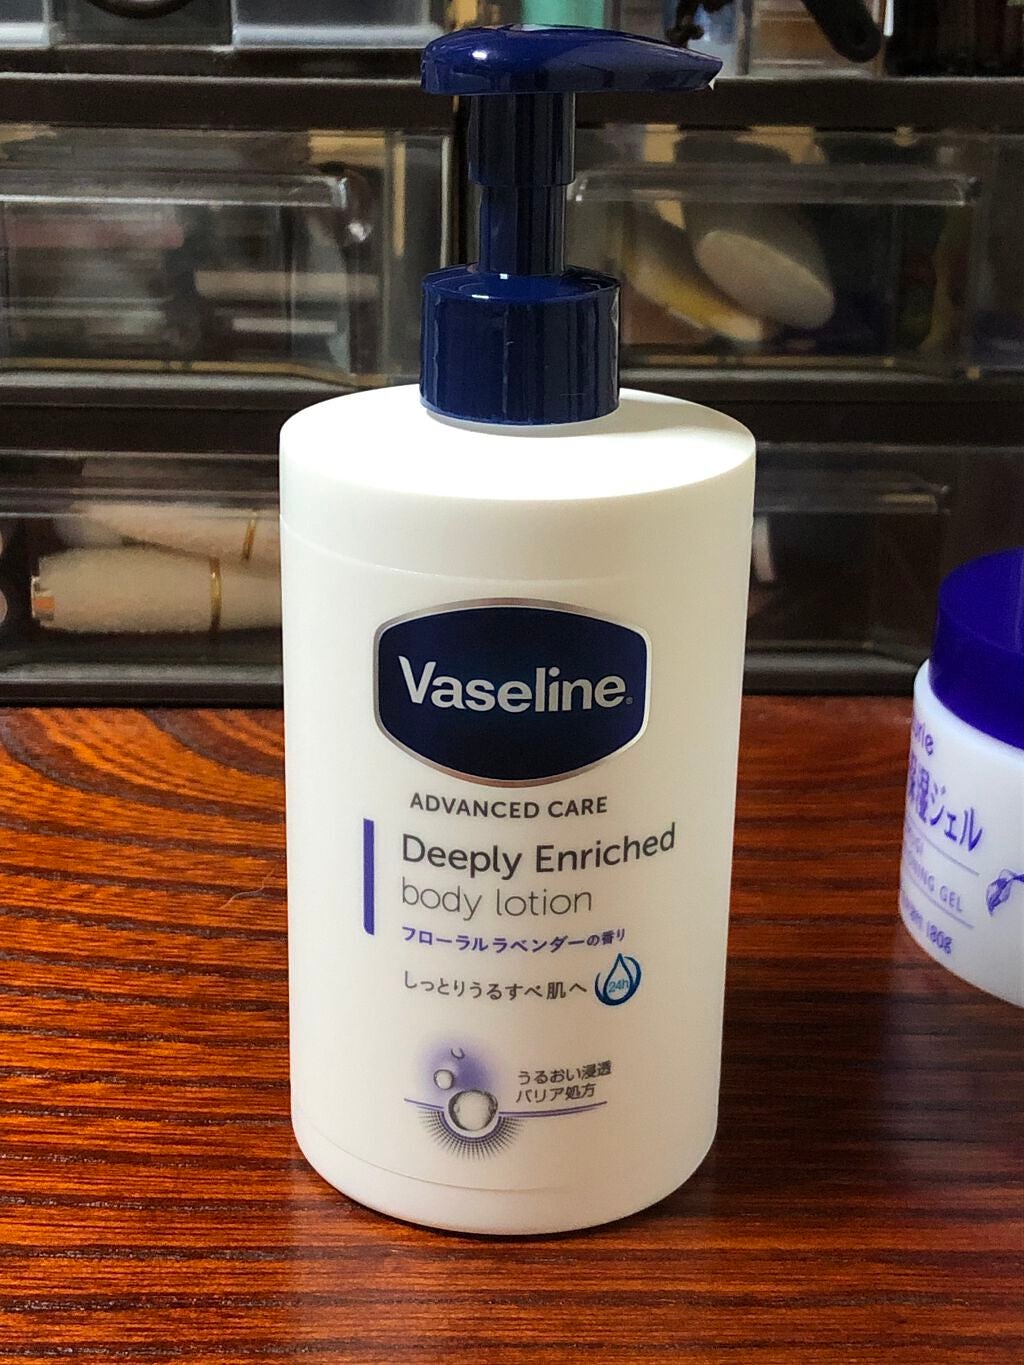 Vaseline®
ADVANCED CARE
Deeply Enriched
body lotion
フローラルラベンダーの香り
しっとりうるすべ肌へ
24h
うるおい浸透
バリア処方
urie
保湿ジェル
NING GEL
180g